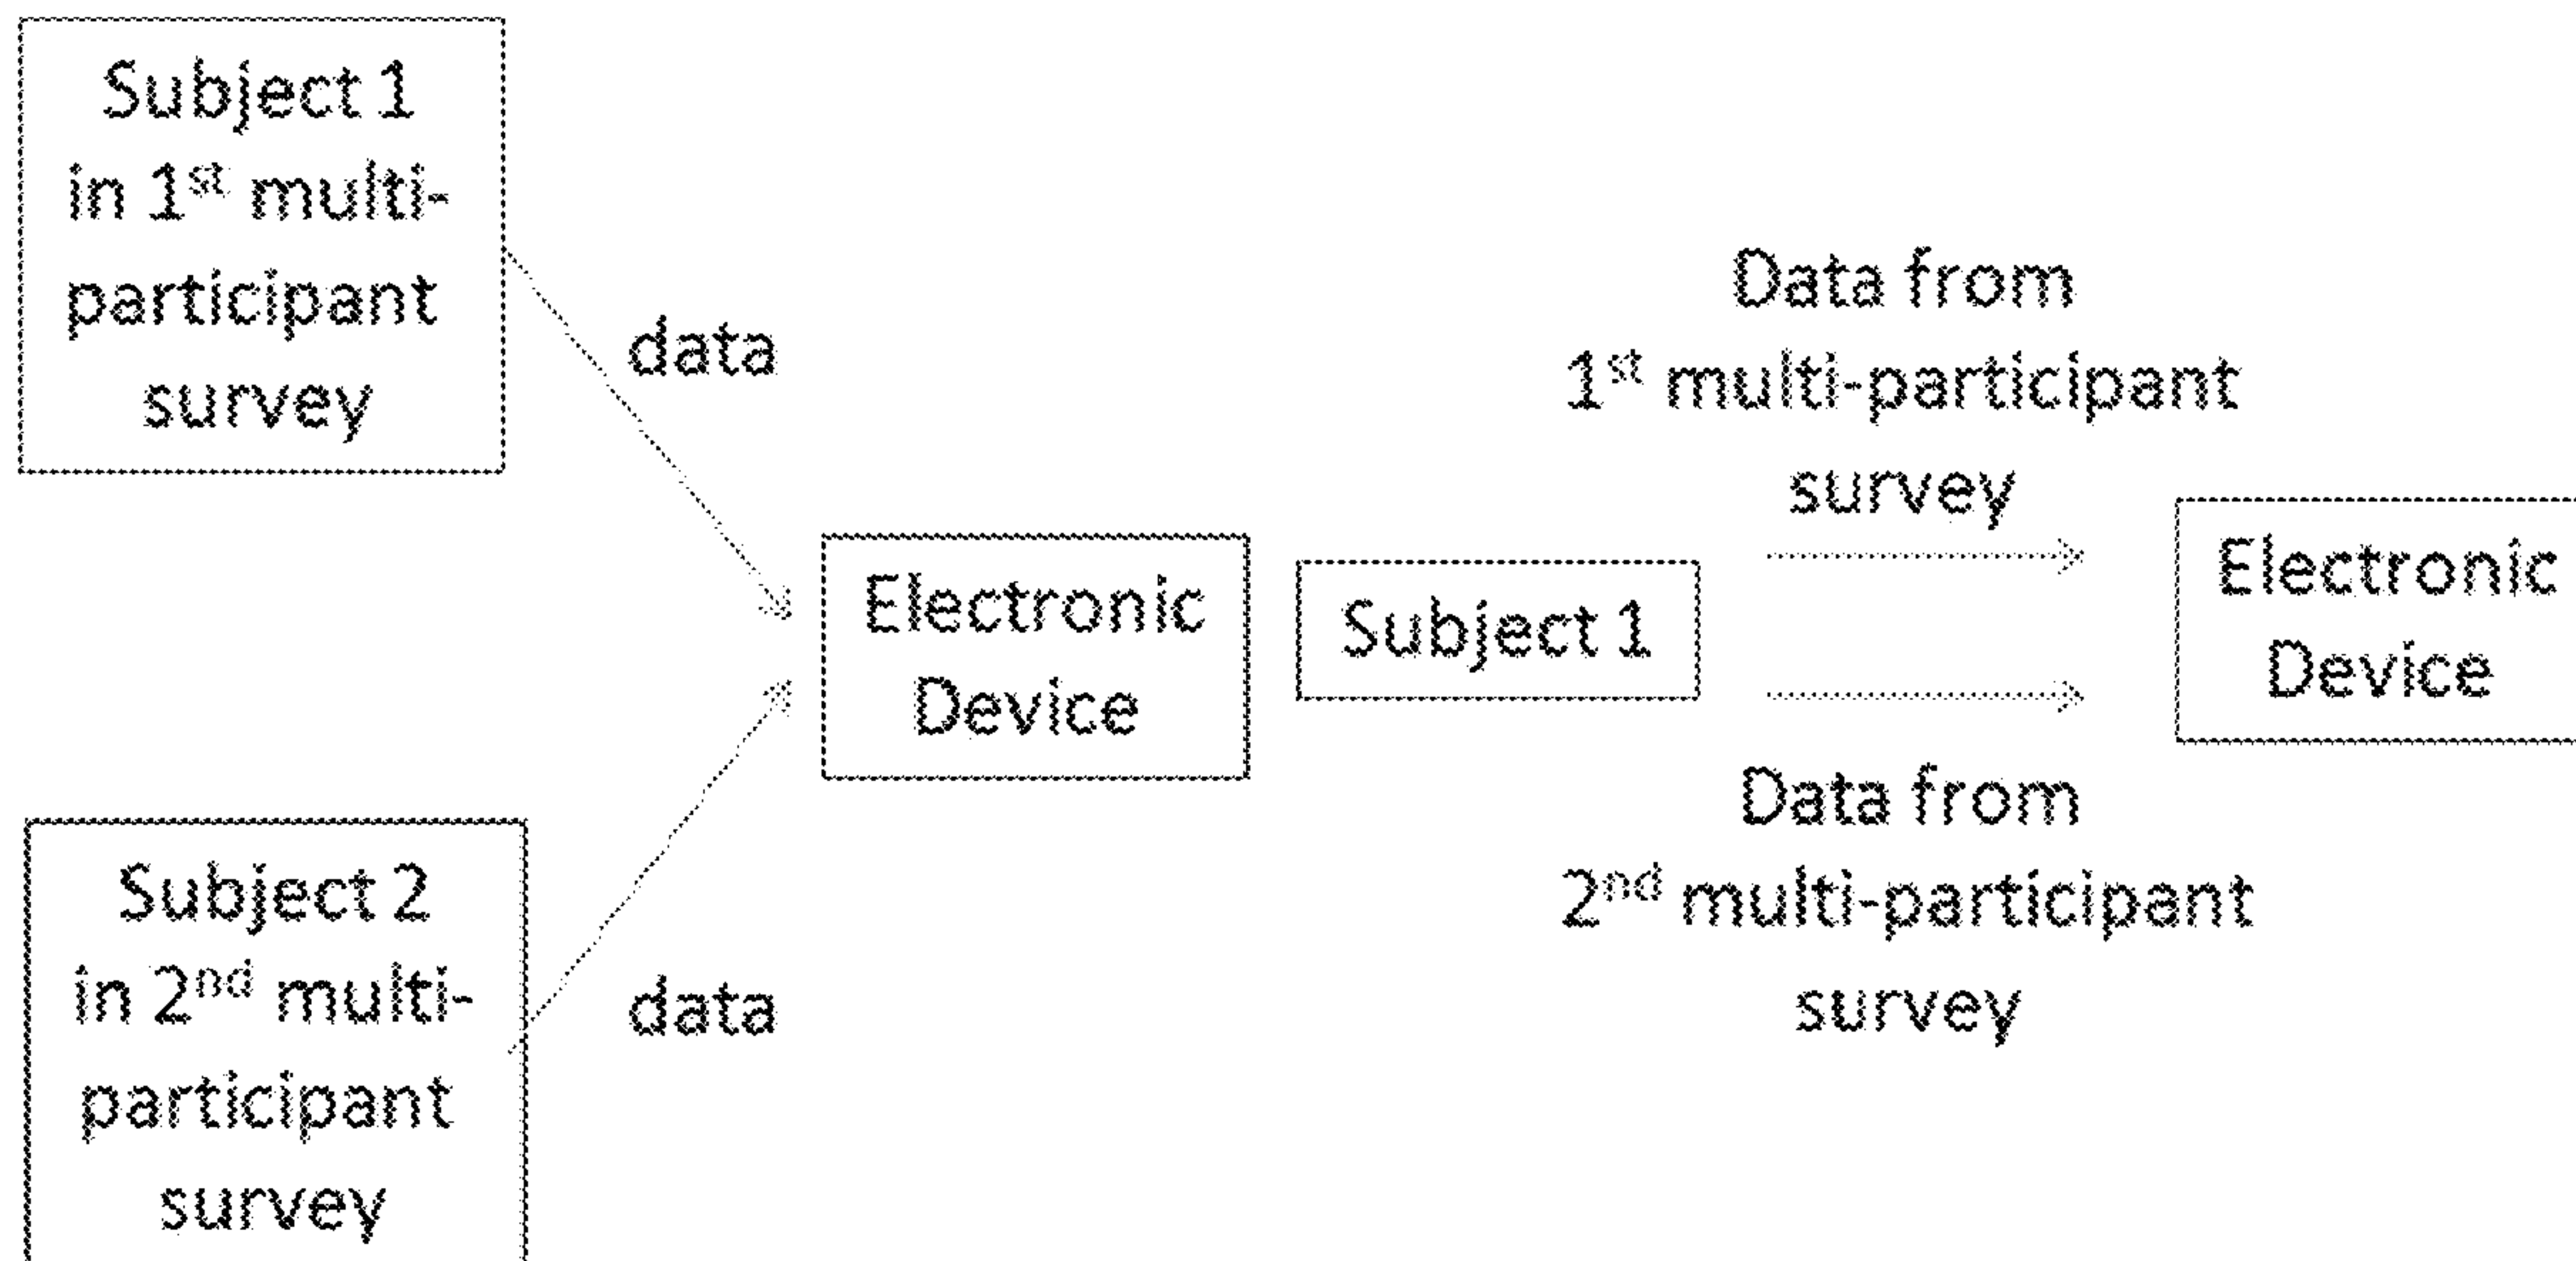 Subject 1
in 1st multi-
participant
survey
data
Electronic
Device
Subject 2
in 2nd multi-
participant
survey
data
Subject 1
Data from
1st multi-participant
survey
Data from
2nd multi-participant
survey
Electronic
Device